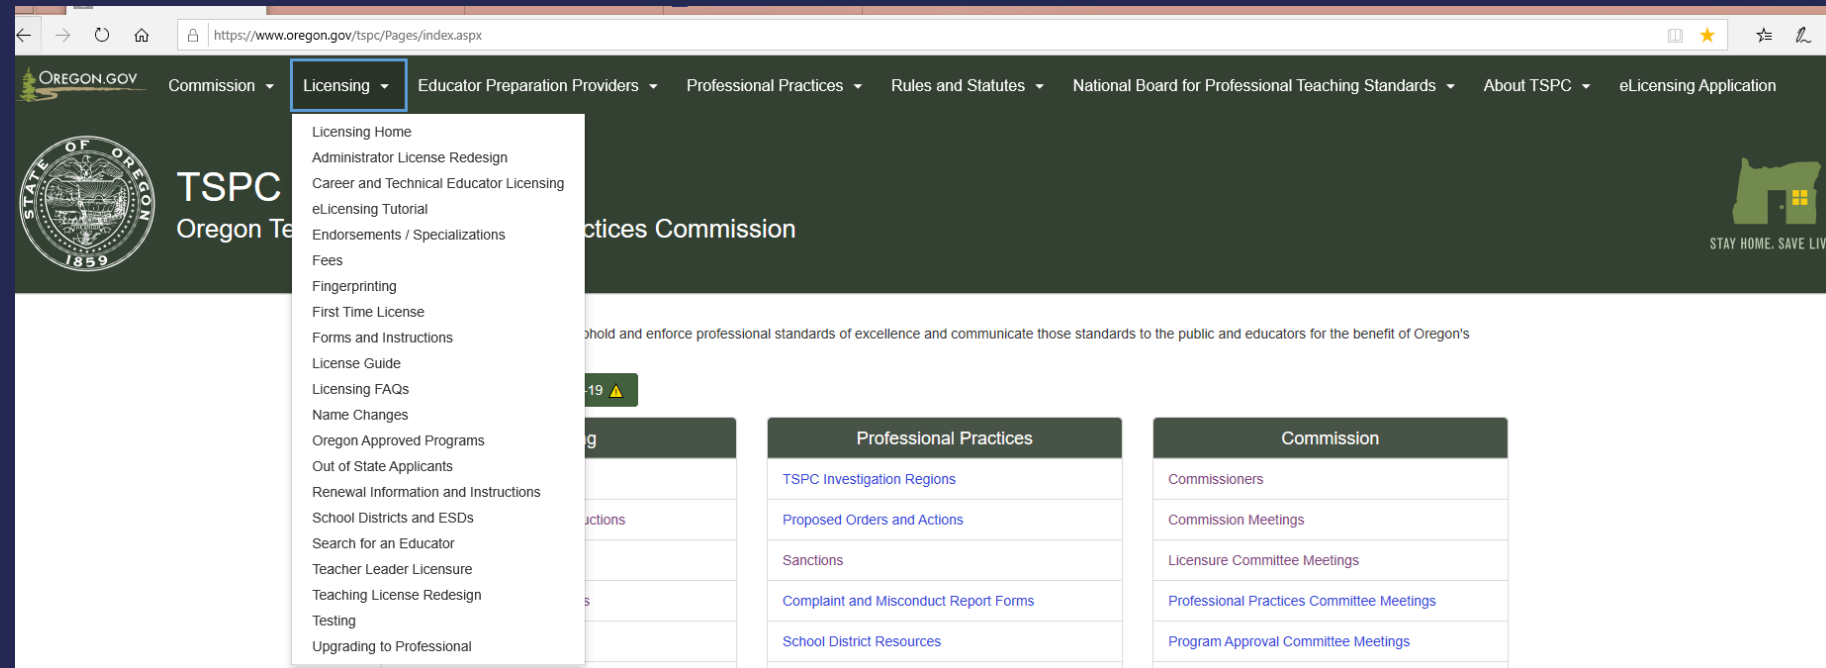 https://www.oregon.gov/tspc/Pages/index.aspx
OREGON.GOV
Commission
Licensing
Educator Preparation Providers
Professional Practices
Rules and Statutes
National Board for Professional Teaching Standards
About TSPC
eLicensing Application
STATE OF OREGON
1859
TSPC
Oregon Te
ctices Commission
STAY HOME. SAVE LIV
Licensing Home
Administrator License Redesign
Career and Technical Educator Licensing
eLicensing Tutorial
Endorsements / Specializations
Fees
Fingerprinting
First Time License
Forms and Instructions
License Guide
Licensing FAQs
Name Changes
Oregon Approved Programs
Out of State Applicants
Renewal Information and Instructions
School Districts and ESDs
Search for an Educator
Teacher Leader Licensure
Teaching License Redesign
Testing
Upgrading to Professional
phold and enforce professional standards of excellence and communicate those standards to the public and educators for the benefit of Oregon's
-19
g
uctions
s
Professional Practices
TSPC Investigation Regions
Proposed Orders and Actions
Sanctions
Complaint and Misconduct Report Forms
School District Resources
Commission
Commissioners
Commission Meetings
Licensure Committee Meetings
Professional Practices Committee Meetings
Program Approval Committee Meetings